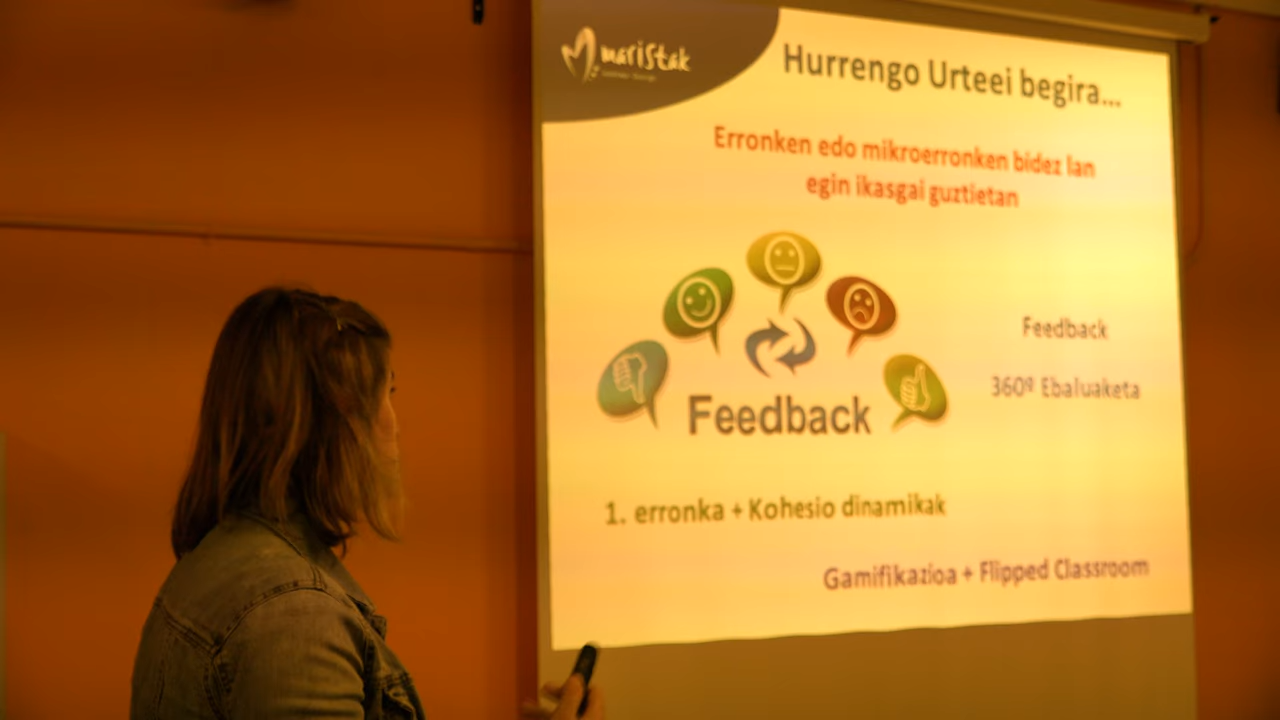 maristak
Hurrengo Urteei begira...
Erronken edo mikroerronken bidez lan
egin ikasgai guztietan
Feedback
360º Ebaluaketa
Feedback
1. erronka + Kohesio dinamikak
Gamifikazioa + Flipped Classroom